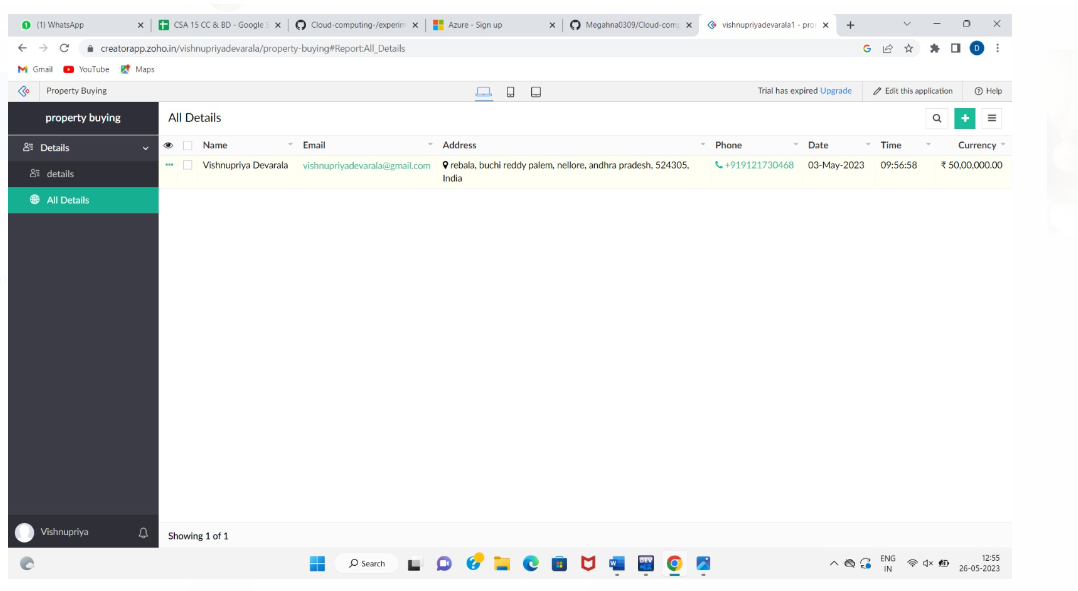 (1) WhatsApp
CSA 15 CC & BD - Google S
Cloud-computing-/experim
Azure - Sign up
Megahna0309/Cloud-comp
vishnupriyadevarala1 - prop
creatorapp.zoho.in/vishnupriyadevarala/property-buying#Report:All_Details
Gmail YouTube Maps
Property Buying
Trial has expired Upgrade
Edit this application
Help
property buying
All Details
Details
Name Email Address Phone Date Time Currency
Vishnupriya Devarala vishnupriyadevarala@gmail.com rebala, buchi reddy palem, nellore, andhra pradesh, 524305, +919121730468 03-May-2023 09:56:58 ₹ 50,00,000.00
India
details
All Details
Vishnupriya
Showing 1 of 1
Search
ENG
IN
12:55
26-05-2023